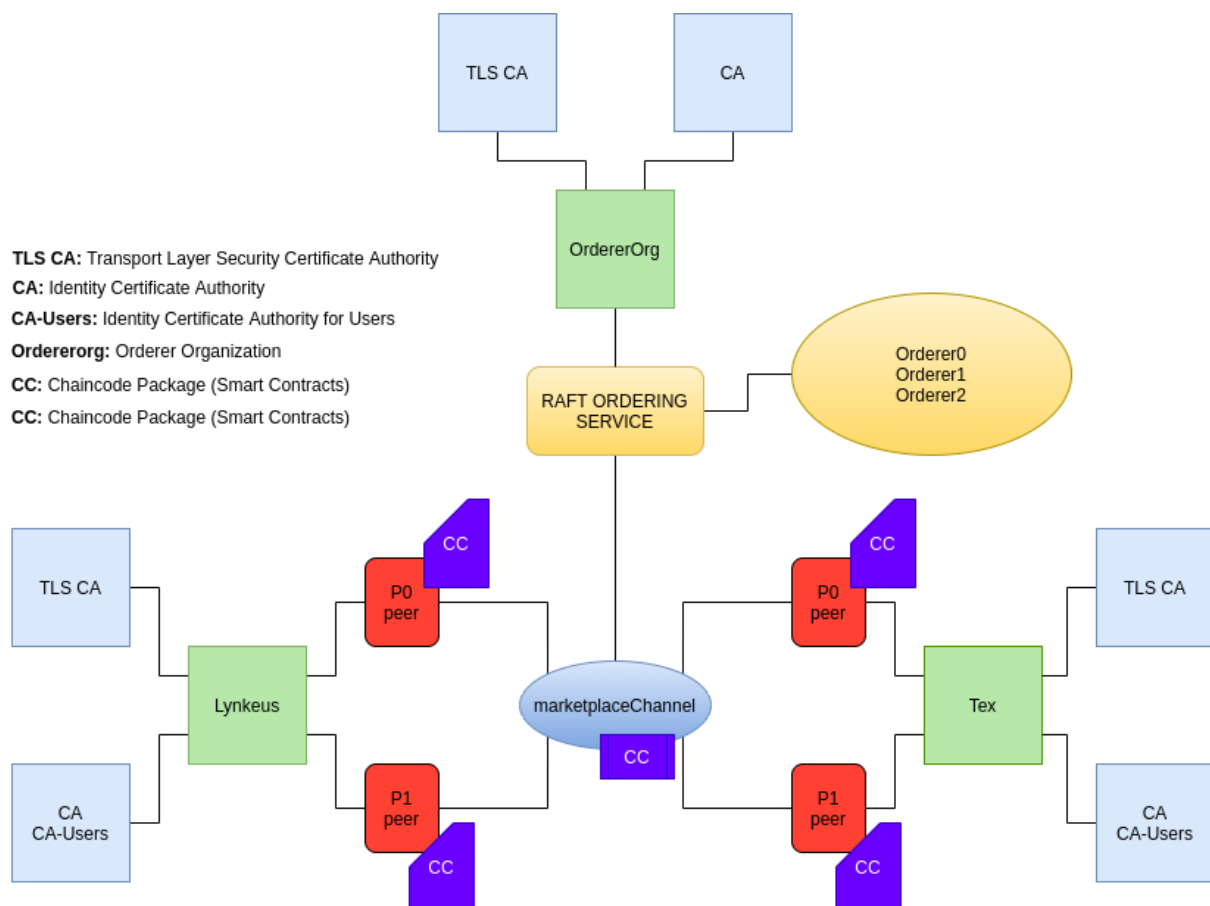 TLS CA
CA
OrdererOrg
TLS CA: Transport Layer Security Certificate Authority
CA: Identity Certificate Authority
CA-Users: Identity Certificate Authority for Users
Ordererorg: Orderer Organization
CC: Chaincode Package (Smart Contracts)
CC: Chaincode Package (Smart Contracts)
Orderer0
Orderer1
Orderer2
RAFT ORDERING
SERVICE
CC
CC
TLS CA
P0
peer
P0
peer
TLS CA
Lynkeus
marketplaceChannel
Tex
CC
CA
CA-Users
P1
peer
P1
peer
CA
CA-Users
CC
CC